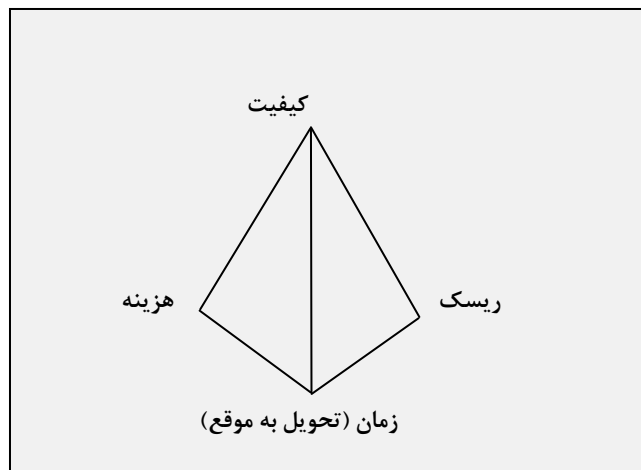 کیفیت
هزینه
ریسک
زمان (تحویل به موقع)